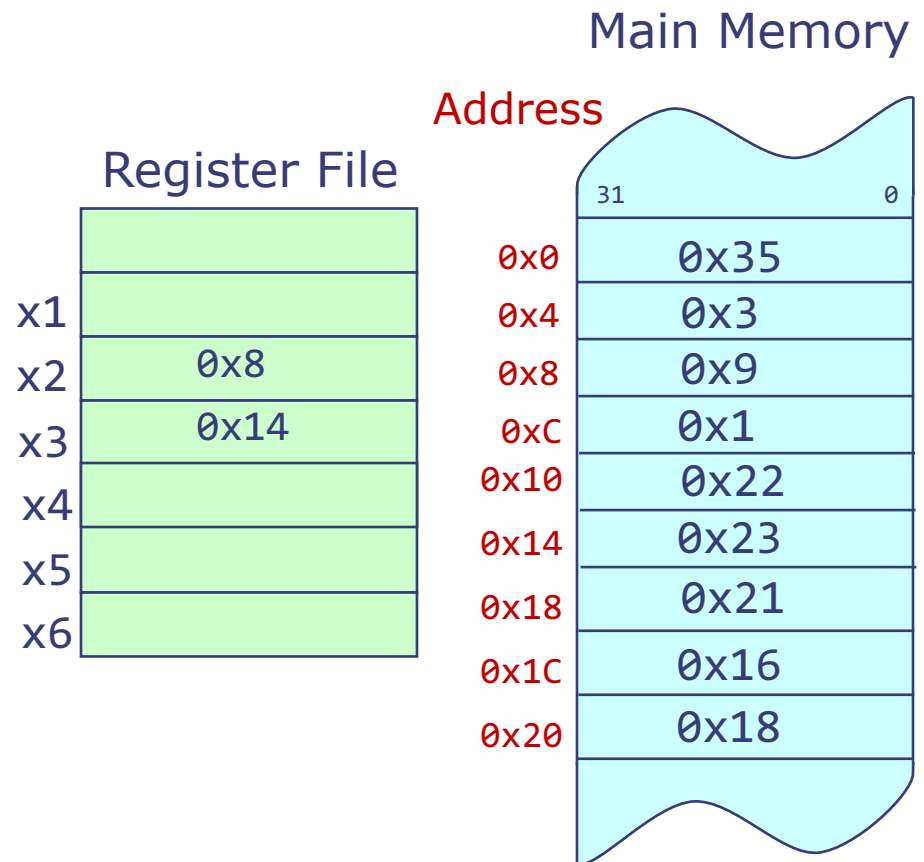 Main Memory
Address
Register File
31 0
0x0 0x35
x1
0x4 0x3
x2 0x8
0x8 0x9
x3 0x14
0xC 0x1
0x10 0x22
x4
0x14 0x23
x5
0x18 0x21
x6
0x1C 0x16
0x20 0x18